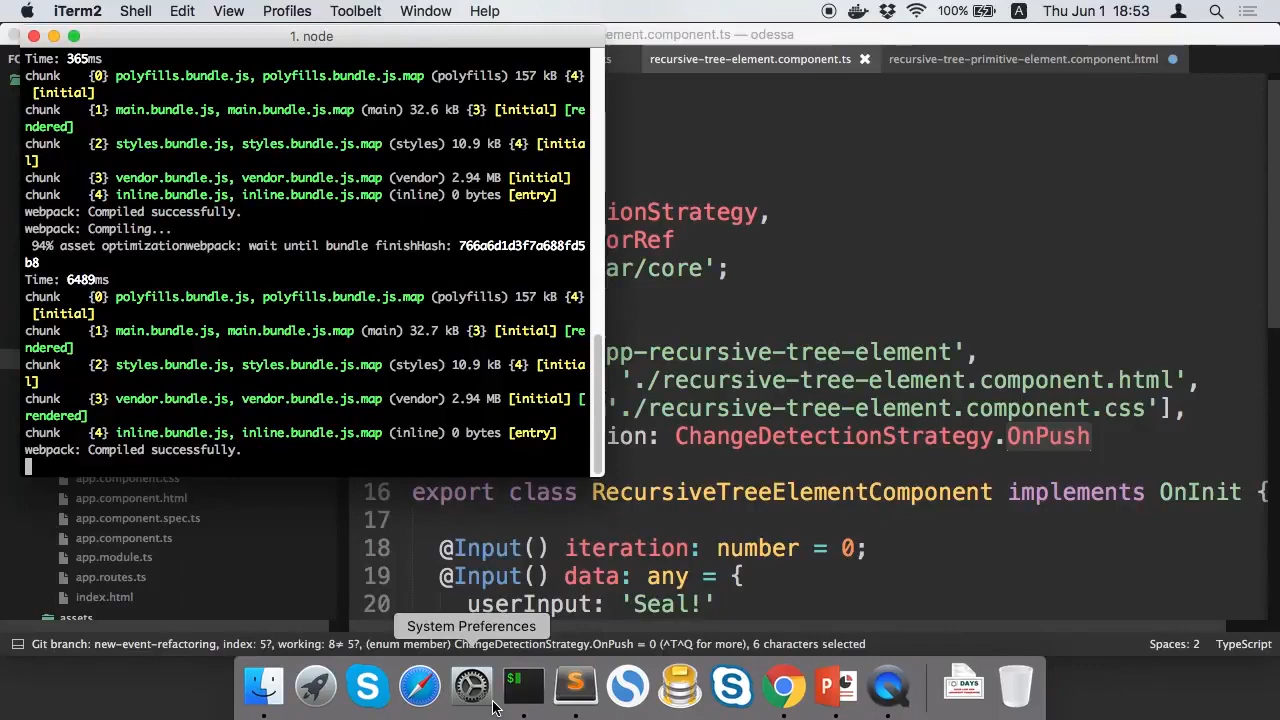 iTerm2 Shell Edit View Profiles Toolbelt Window Help 100% A Thu Jun 1 18:53
1. node
ement.component.ts — odessa
recursive-tree-element.component.ts recursive-tree-primitive-element.component.html
Time: 365ms
chunk {0} polyfills.bundle.js, polyfills.bundle.js.map (polyfills) 157 kB {4}
[initial]
chunk {1} main.bundle.js, main.bundle.js.map (main) 32.6 kB {3} [initial] [re
ndered]
chunk {2} styles.bundle.js, styles.bundle.js.map (styles) 10.9 kB {4} [initia
l]
chunk {3} vendor.bundle.js, vendor.bundle.js.map (vendor) 2.94 MB [initial]
chunk {4} inline.bundle.js, inline.bundle.js.map (inline) 0 bytes [entry]
webpack: Compiled successfully.
webpack: Compiling...
94% asset optimizationwebpack: wait until bundle finishHash: 766a6d1d3f7a688fd5
b8
Time: 6489ms
chunk {0} polyfills.bundle.js, polyfills.bundle.js.map (polyfills) 157 kB {4}
[initial]
chunk {1} main.bundle.js, main.bundle.js.map (main) 32.7 kB {3} [initial] [re
ndered]
chunk {2} styles.bundle.js, styles.bundle.js.map (styles) 10.9 kB {4} [initia
l]
chunk {3} vendor.bundle.js, vendor.bundle.js.map (vendor) 2.94 MB [initial] [
rendered]
chunk {4} inline.bundle.js, inline.bundle.js.map (inline) 0 bytes [entry]
webpack: Compiled successfully.
ionStrategy,
orRef
ar/core';
pp-recursive-tree-element',
'./recursive-tree-element.component.html',
'./recursive-tree-element.component.css'],
ion: ChangeDetectionStrategy.OnPush
16 export class RecursiveTreeElementComponent implements OnInit {
17
18 @Input() iteration: number = 0;
19 @Input() data: any = {
20 userInput: 'Seal!'
app.component.css
app.component.html
app.component.spec.ts
app.component.ts
app.module.ts
app.routes.ts
index.html
assets
System Preferences
Git branch: new-event-refactoring, index: 5?, working: 8≠ 5?, (enum member) ChangeDetectionStrategy.OnPush = 0 (^T^Q for more), 6 characters selected Spaces: 2 TypeScript
DAYS